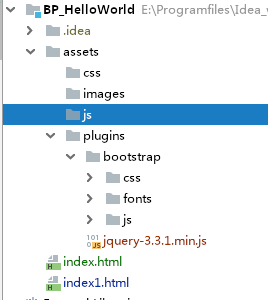 BP_HelloWorld E:\Programfiles\Idea_
.idea
assets
css
images
js
plugins
bootstrap
css
fonts
js
jquery-3.3.1.min.js
index.html
index1.html